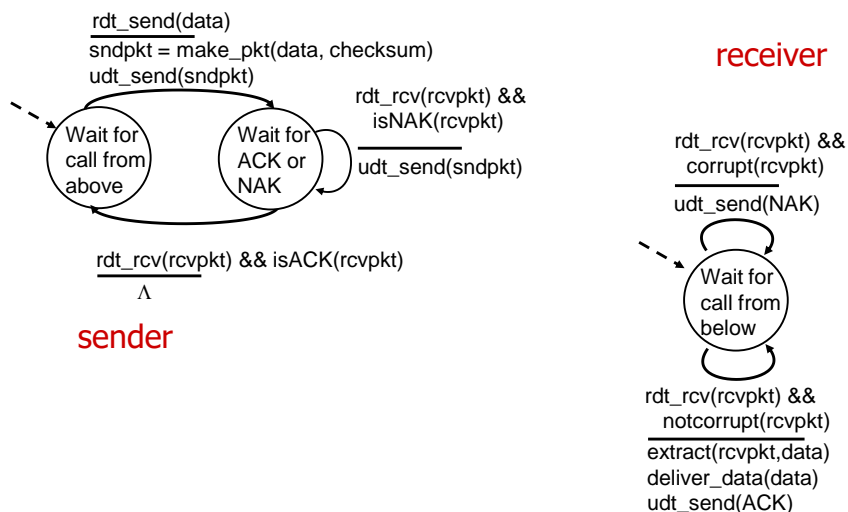 rdt_send(data)
sndpkt = make_pkt(data, checksum)
udt_send(sndpkt)
Wait for
call from
above
Wait for
ACK or
NAK
rdt_rcv(rcvpkt) &&
isNAK(rcvpkt)
udt_send(sndpkt)
rdt_rcv(rcvpkt) && isACK(rcvpkt)
Λ
sender
receiver
rdt_rcv(rcvpkt) &&
corrupt(rcvpkt)
udt_send(NAK)
Wait for
call from
below
rdt_rcv(rcvpkt) &&
notcorrupt(rcvpkt)
extract(rcvpkt,data)
deliver_data(data)
udt_send(ACK)